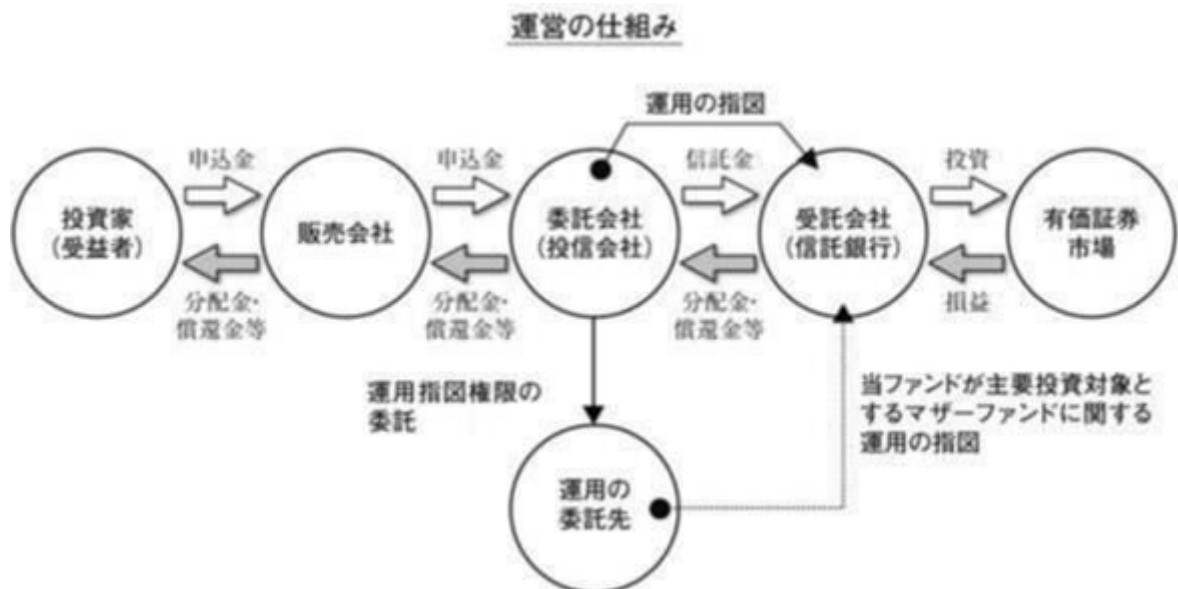 運営の仕組み
運用の指図
申込金
申込金
信託金
投資
投資家
(受益者)
販売会社
委託会社
(投信会社)
受託会社
(信託銀行)
有価証券
市場
分配金・
償還金等
分配金・
償還金等
分配金・
償還金等
損益
運用指図権限の
委託
当ファンドが主要投資対象と
するマザーファンドに関する
運用の指図
運用の
委託先